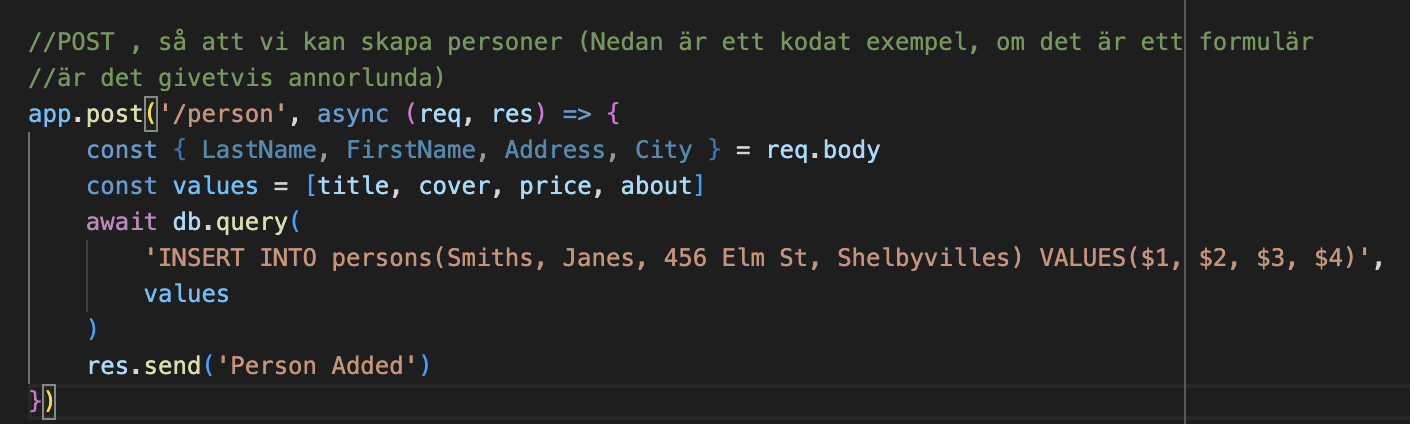 //POST , så att vi kan skapa personer (Nedan är ett kodat exempel, om det är ett formulär
//är det givetvis annorlunda)
app.post('/person', async (req, res) => {
    const { LastName, FirstName, Address, City } = req.body
    const values = [title, cover, price, about]
    await db.query(
        'INSERT INTO persons(Smiths, Janes, 456 Elm St, Shelbyvilles) VALUES($1, $2, $3, $4)',
        values
    )
    res.send('Person Added')
})